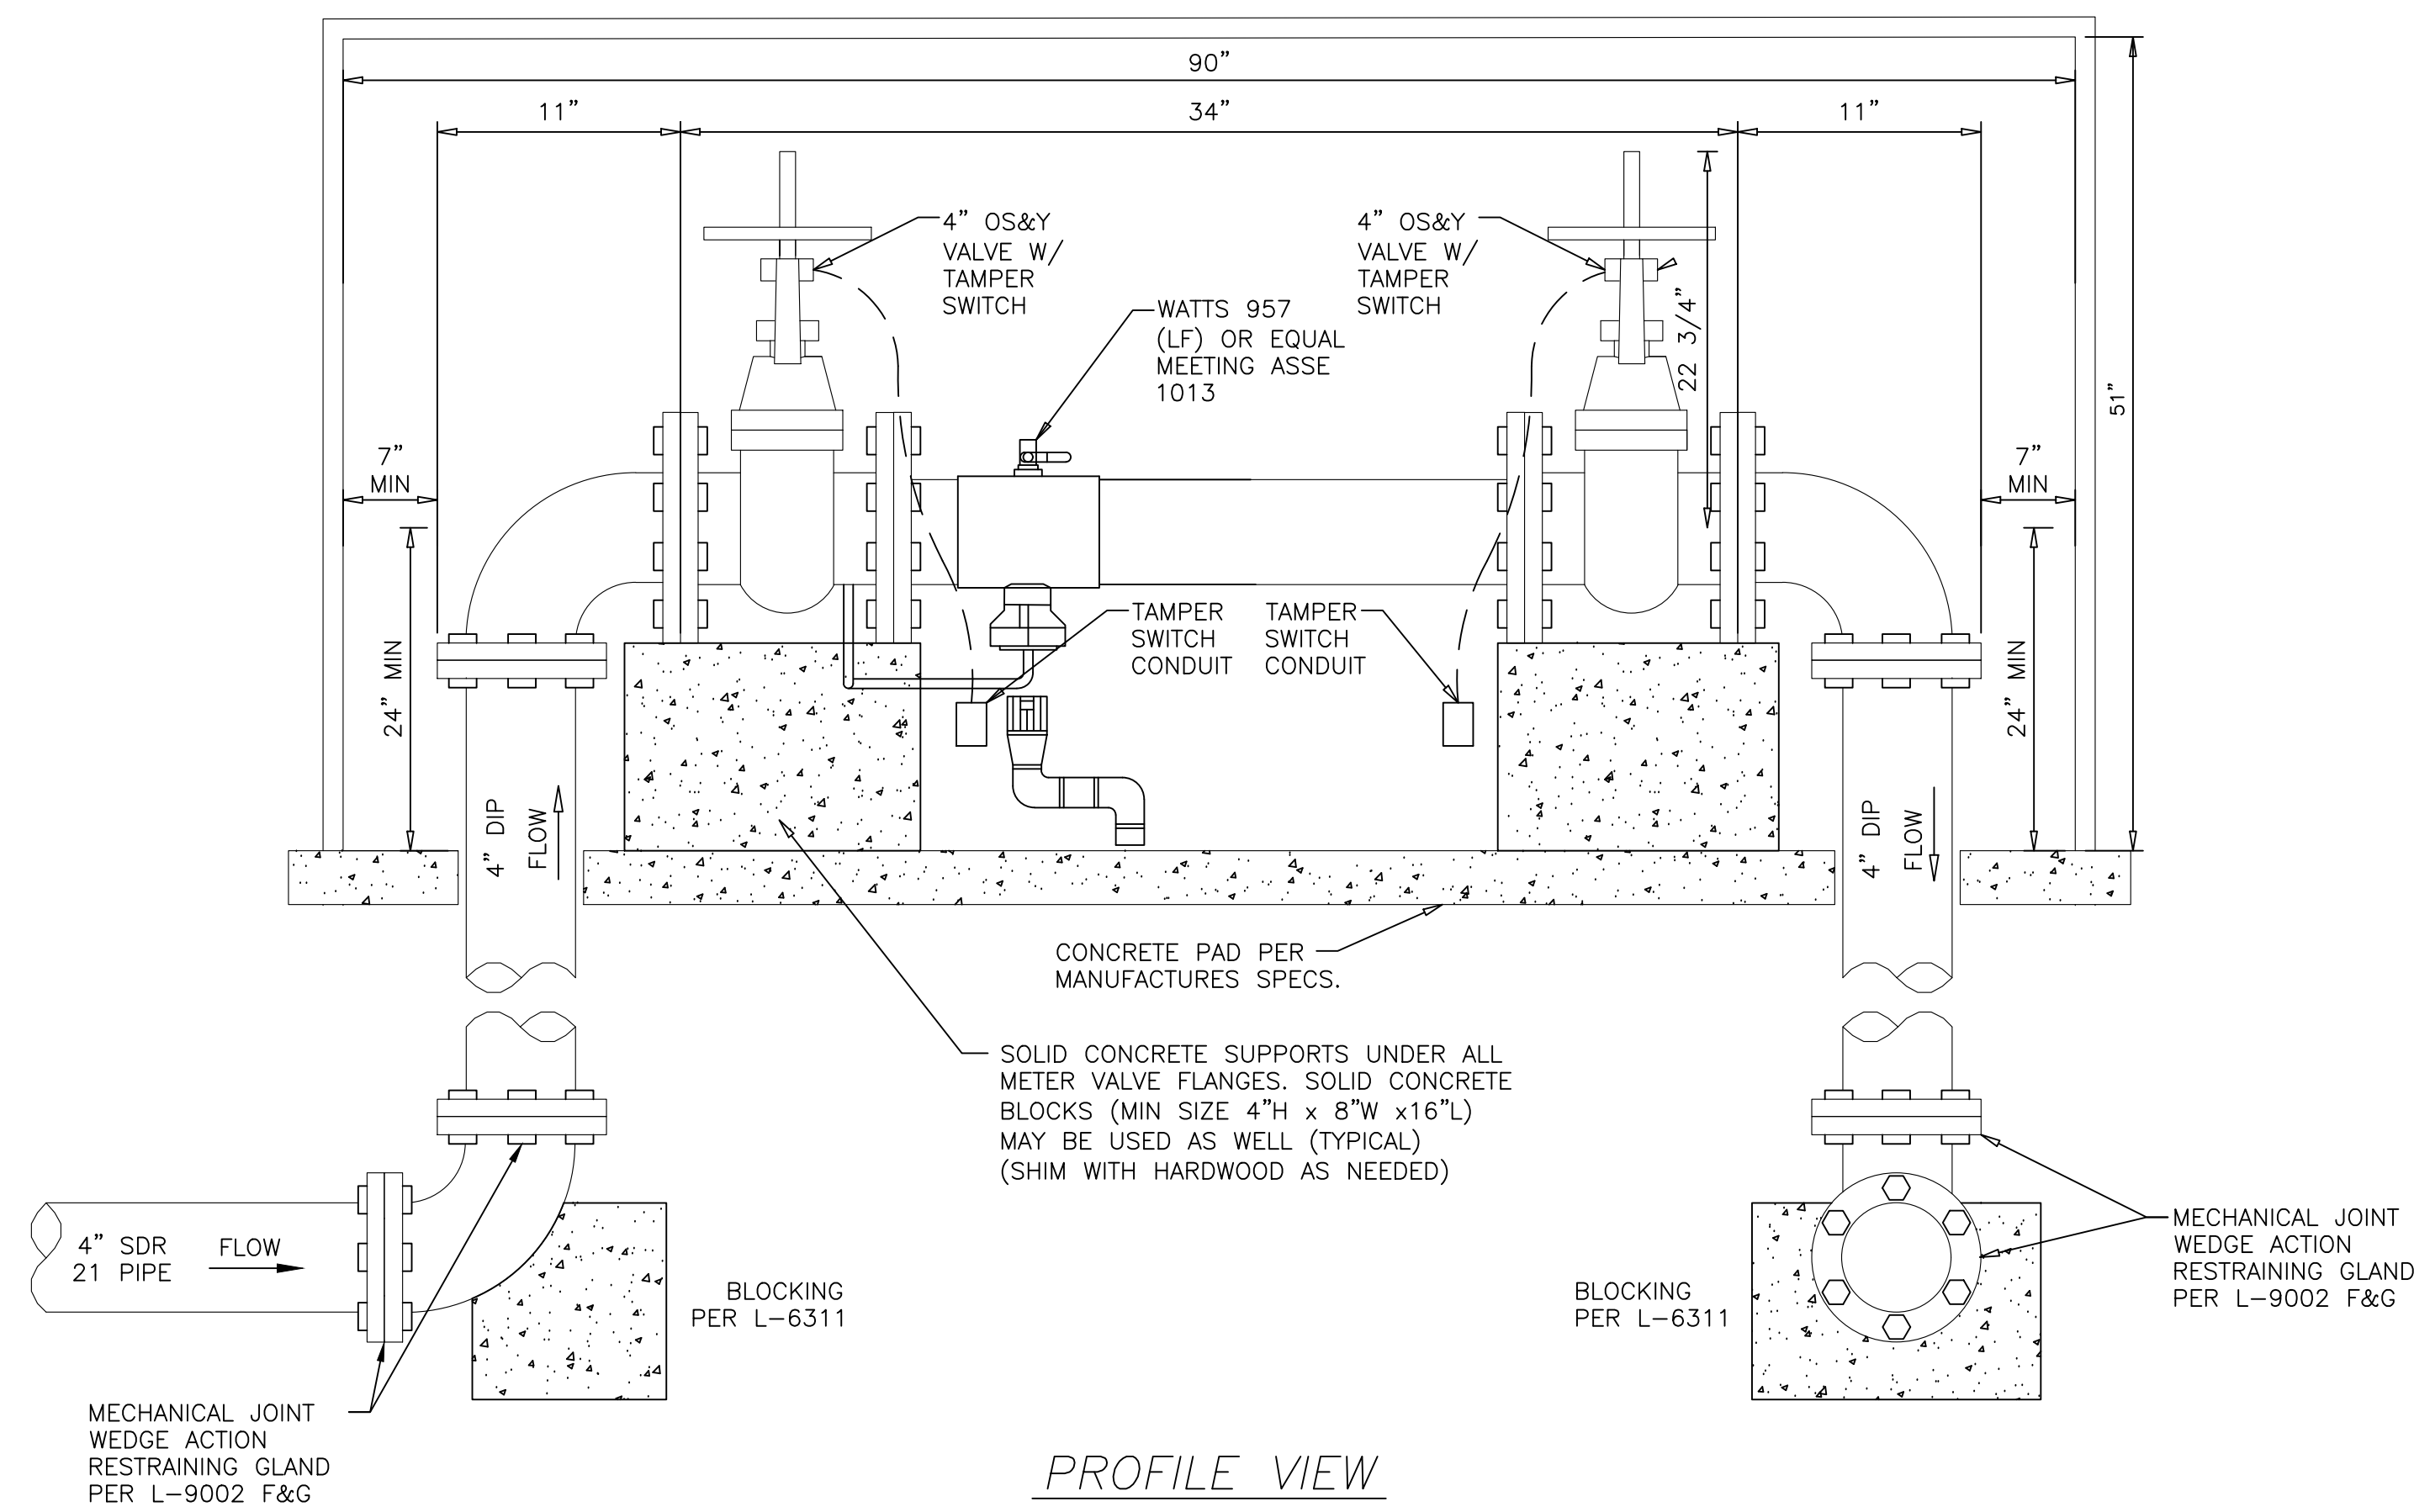 90”
11”
34”
11”
4” OS&Y
VALVE W/
TAMPER
SWITCH
4” OS&Y
VALVE W/
TAMPER
SWITCH
WATTS 957
(LF) OR EQUAL
MEETING ASSE
1013
22 3/4”
51”
7”
MIN
7”
MIN
24” MIN
TAMPER
SWITCH
CONDUIT
TAMPER
SWITCH
CONDUIT
24” MIN
4” DIP
FLOW
4” DIP
FLOW
CONCRETE PAD PER
MANUFACTURES SPECS.
SOLID CONCRETE SUPPORTS UNDER ALL
METER VALVE FLANGES. SOLID CONCRETE
BLOCKS (MIN SIZE 4”H x 8”W x16”L)
MAY BE USED AS WELL (TYPICAL)
(SHIM WITH HARDWOOD AS NEEDED)
4” SDR
21 PIPE
FLOW
BLOCKING
PER L-6311
BLOCKING
PER L-6311
MECHANICAL JOINT
WEDGE ACTION
RESTRAINING GLAND
PER L-9002 F&G
MECHANICAL JOINT
WEDGE ACTION
RESTRAINING GLAND
PER L-9002 F&G
PROFILE VIEW